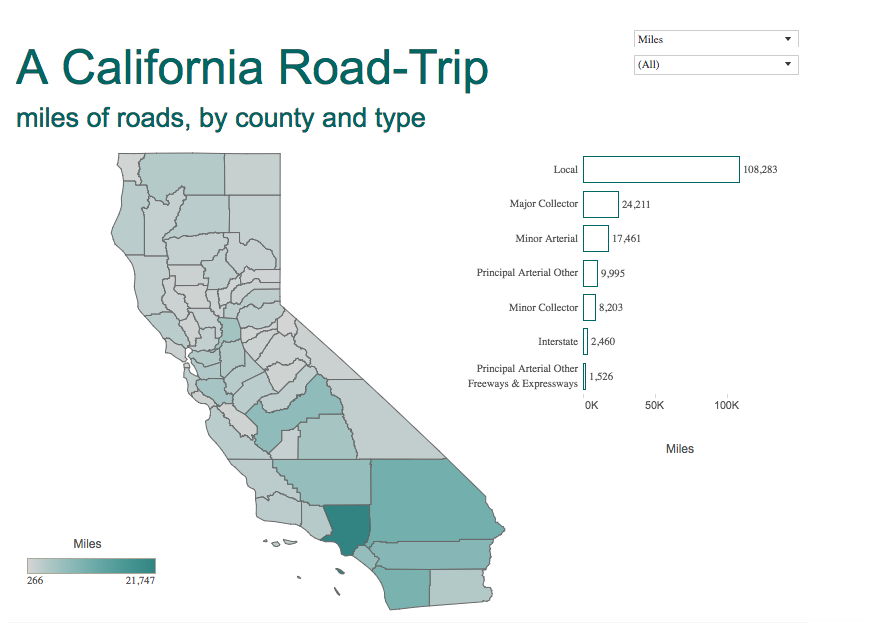 A California Road-Trip
miles of roads, by county and type
Miles
(All)
Local 108,283
Major Collector 24,211
Minor Arterial 17,461
Principal Arterial Other 9,995
Minor Collector 8,203
Interstate 2,460
Principal Arterial Other
Freeways & Expressways 1,526
0K 50K 100K
Miles
Miles
266 21,747